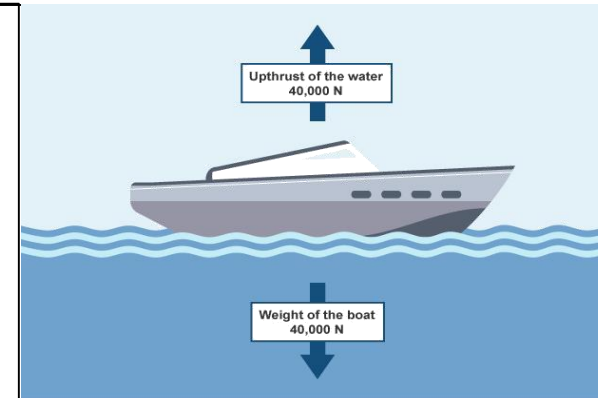 Upthrust of the water
40,000 N
Weight of the boat
40,000 N